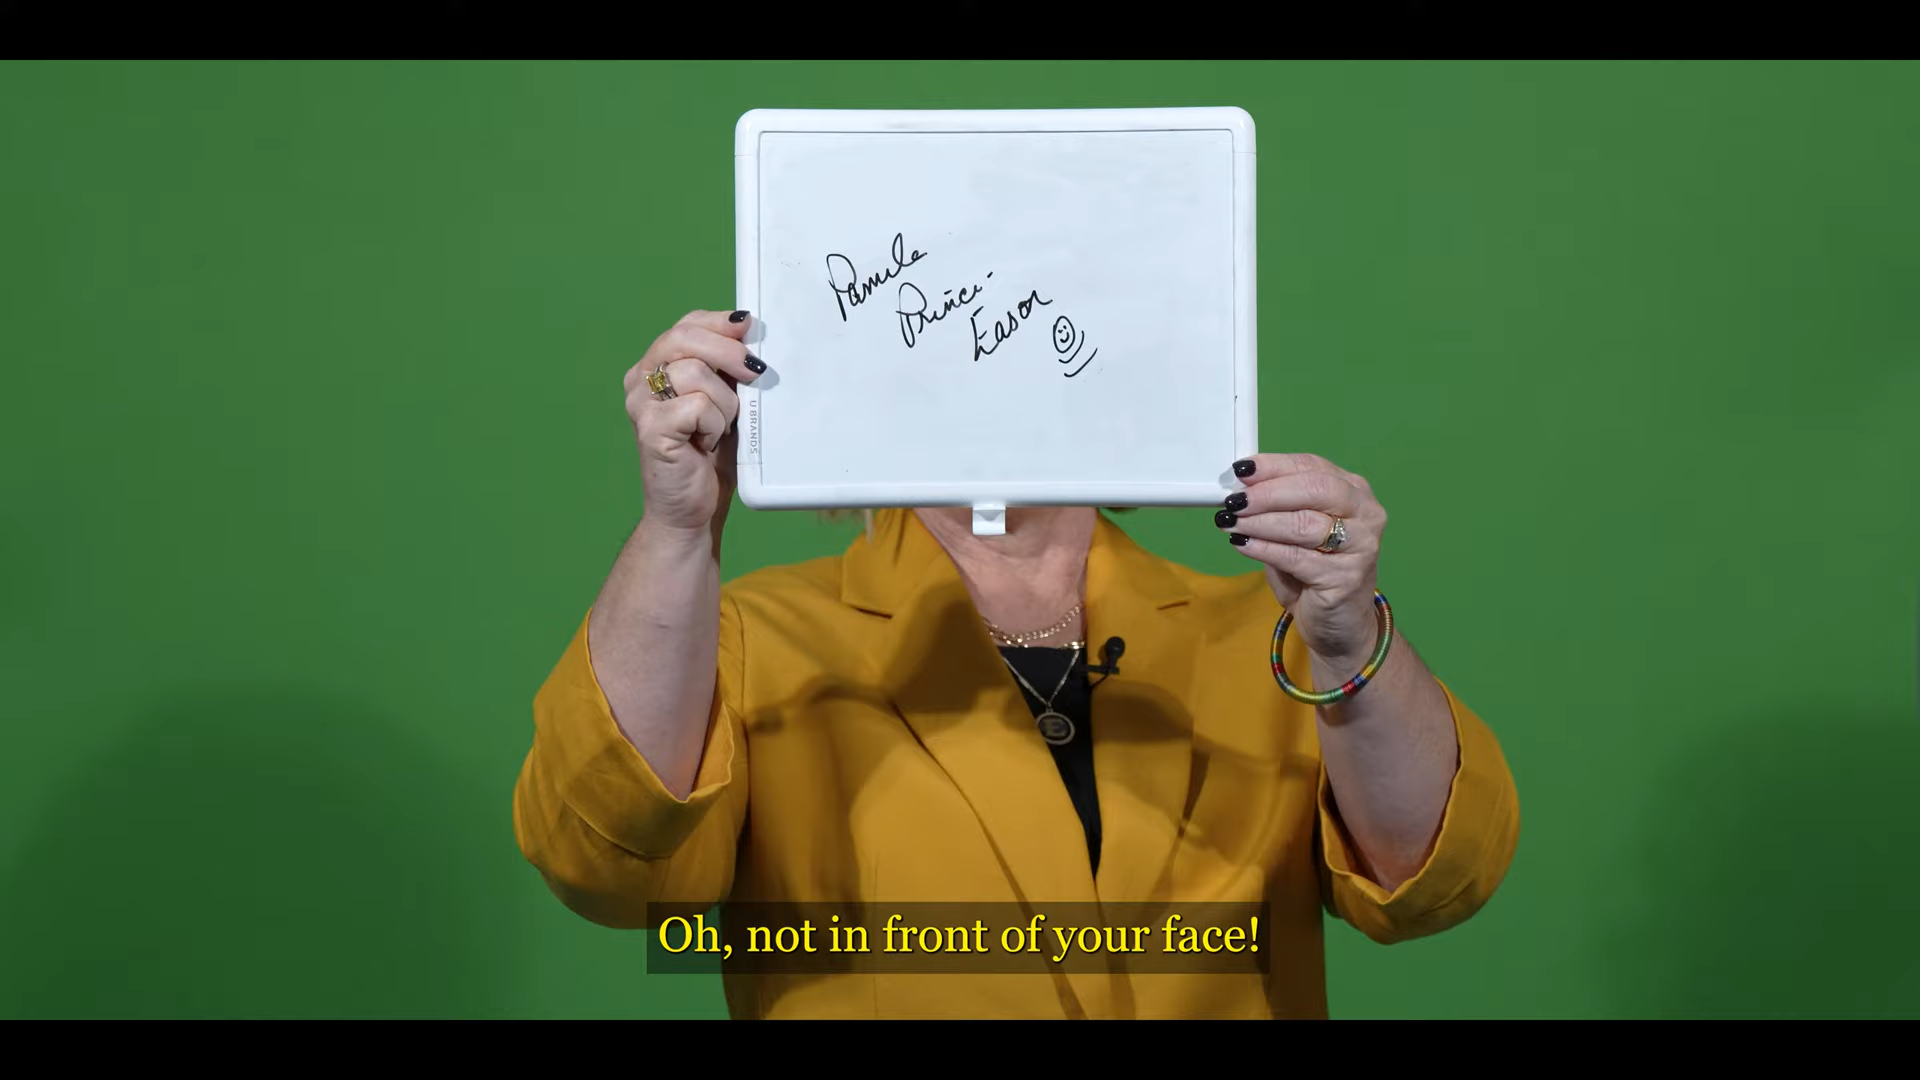 Pamela
Prince-
Eason
U BRANDS
E
Oh, not in front of your face!